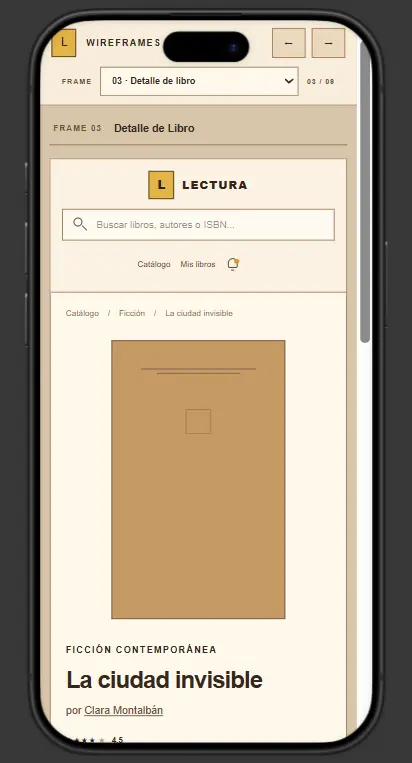 L WIREFRAMES ← →
FRAME 03 · Detalle de libro 03 / 08
FRAME 03 Detalle de Libro
L LECTURA
Buscar libros, autores o ISBN...
Catálogo Mis libros
Catálogo / Ficción / La ciudad invisible
FICCIÓN CONTEMPORÁNEA
La ciudad invisible
por Clara Montalbán
4.5